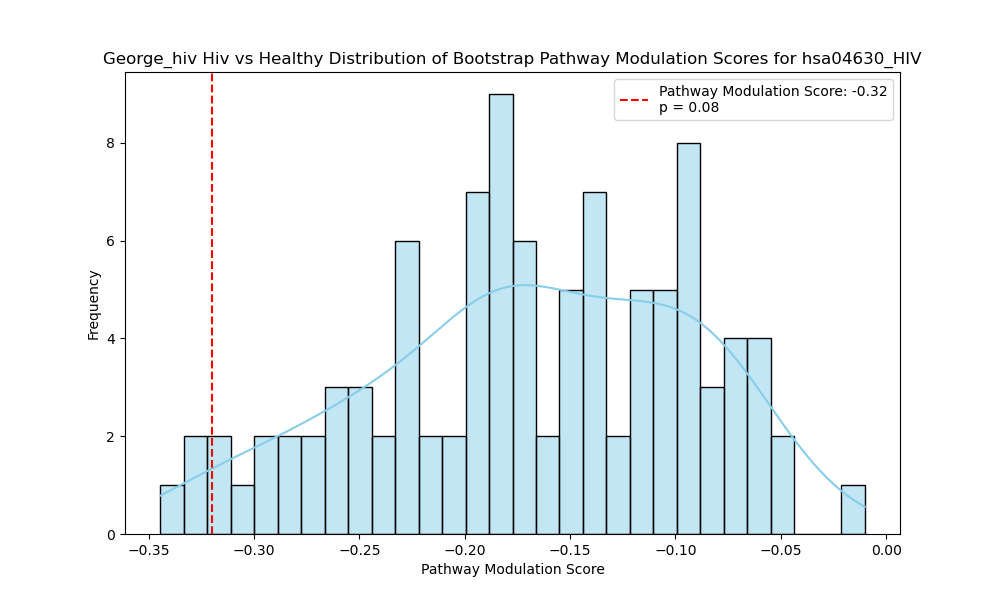 George_hiv Hiv vs Healthy Distribution of Bootstrap Pathway Modulation Scores for hsa04630_HIV
Pathway Modulation Score: -0.32
p = 0.08
8
6
4
2
0
Frequency
−0.35 −0.30 −0.25 −0.20 −0.15 −0.10 −0.05 0.00
Pathway Modulation Score